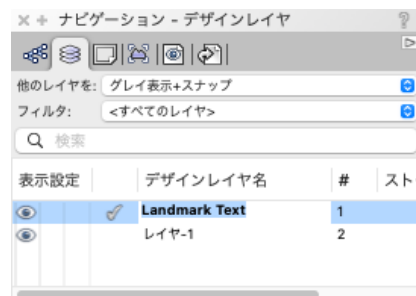 ナビゲーション - デザインレイヤ
他のレイヤを: グレイ表示+スナップ
フィルタ: <すべてのレイヤ>
検索
表示設定 デザインレイヤ名 # スト
Landmark Text 1
レイヤ-1 2